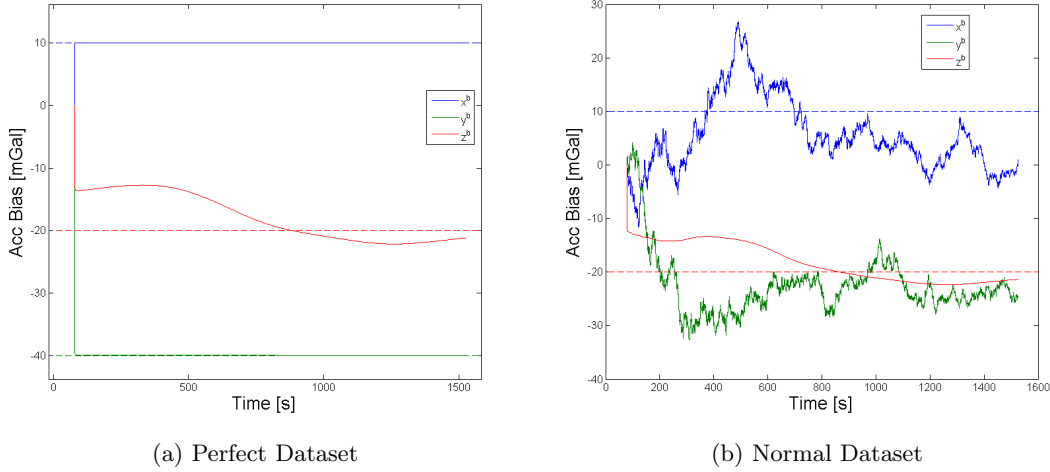 10
0
-10
-20
-30
-40
Acc Bias [mGal]
x^b
y^b
z^b
0
500
1000
1500
Time [s]
(a) Perfect Dataset
30
20
10
0
-10
-20
-30
-40
Acc Bias [mGal]
x^b
y^b
z^b
0
200
400
600
800
1000
1200
1400
1600
Time [s]
(b) Normal Dataset